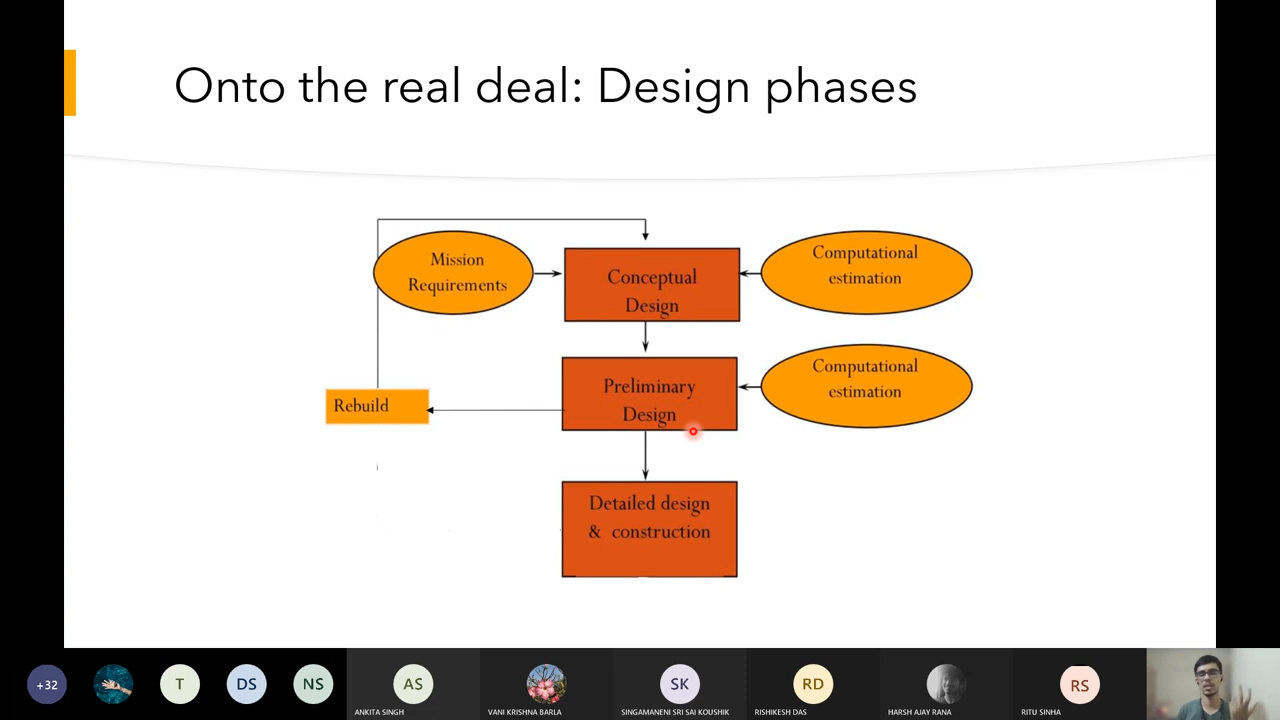 Onto the real deal: Design phases
Mission
Requirements
Conceptual
Design
Computational
estimation
Preliminary
Design
Computational
estimation
Rebuild
Detailed design
& construction
+32
T
DS
NS
AS
SK
RD
RS
ANKITA SINGH
VANI KRISHNA BARLA
SINGAMANENI SRI SAI KOUSHIK
RISHIKESH DAS
HARSH AJAY RANA
RITU SINHA